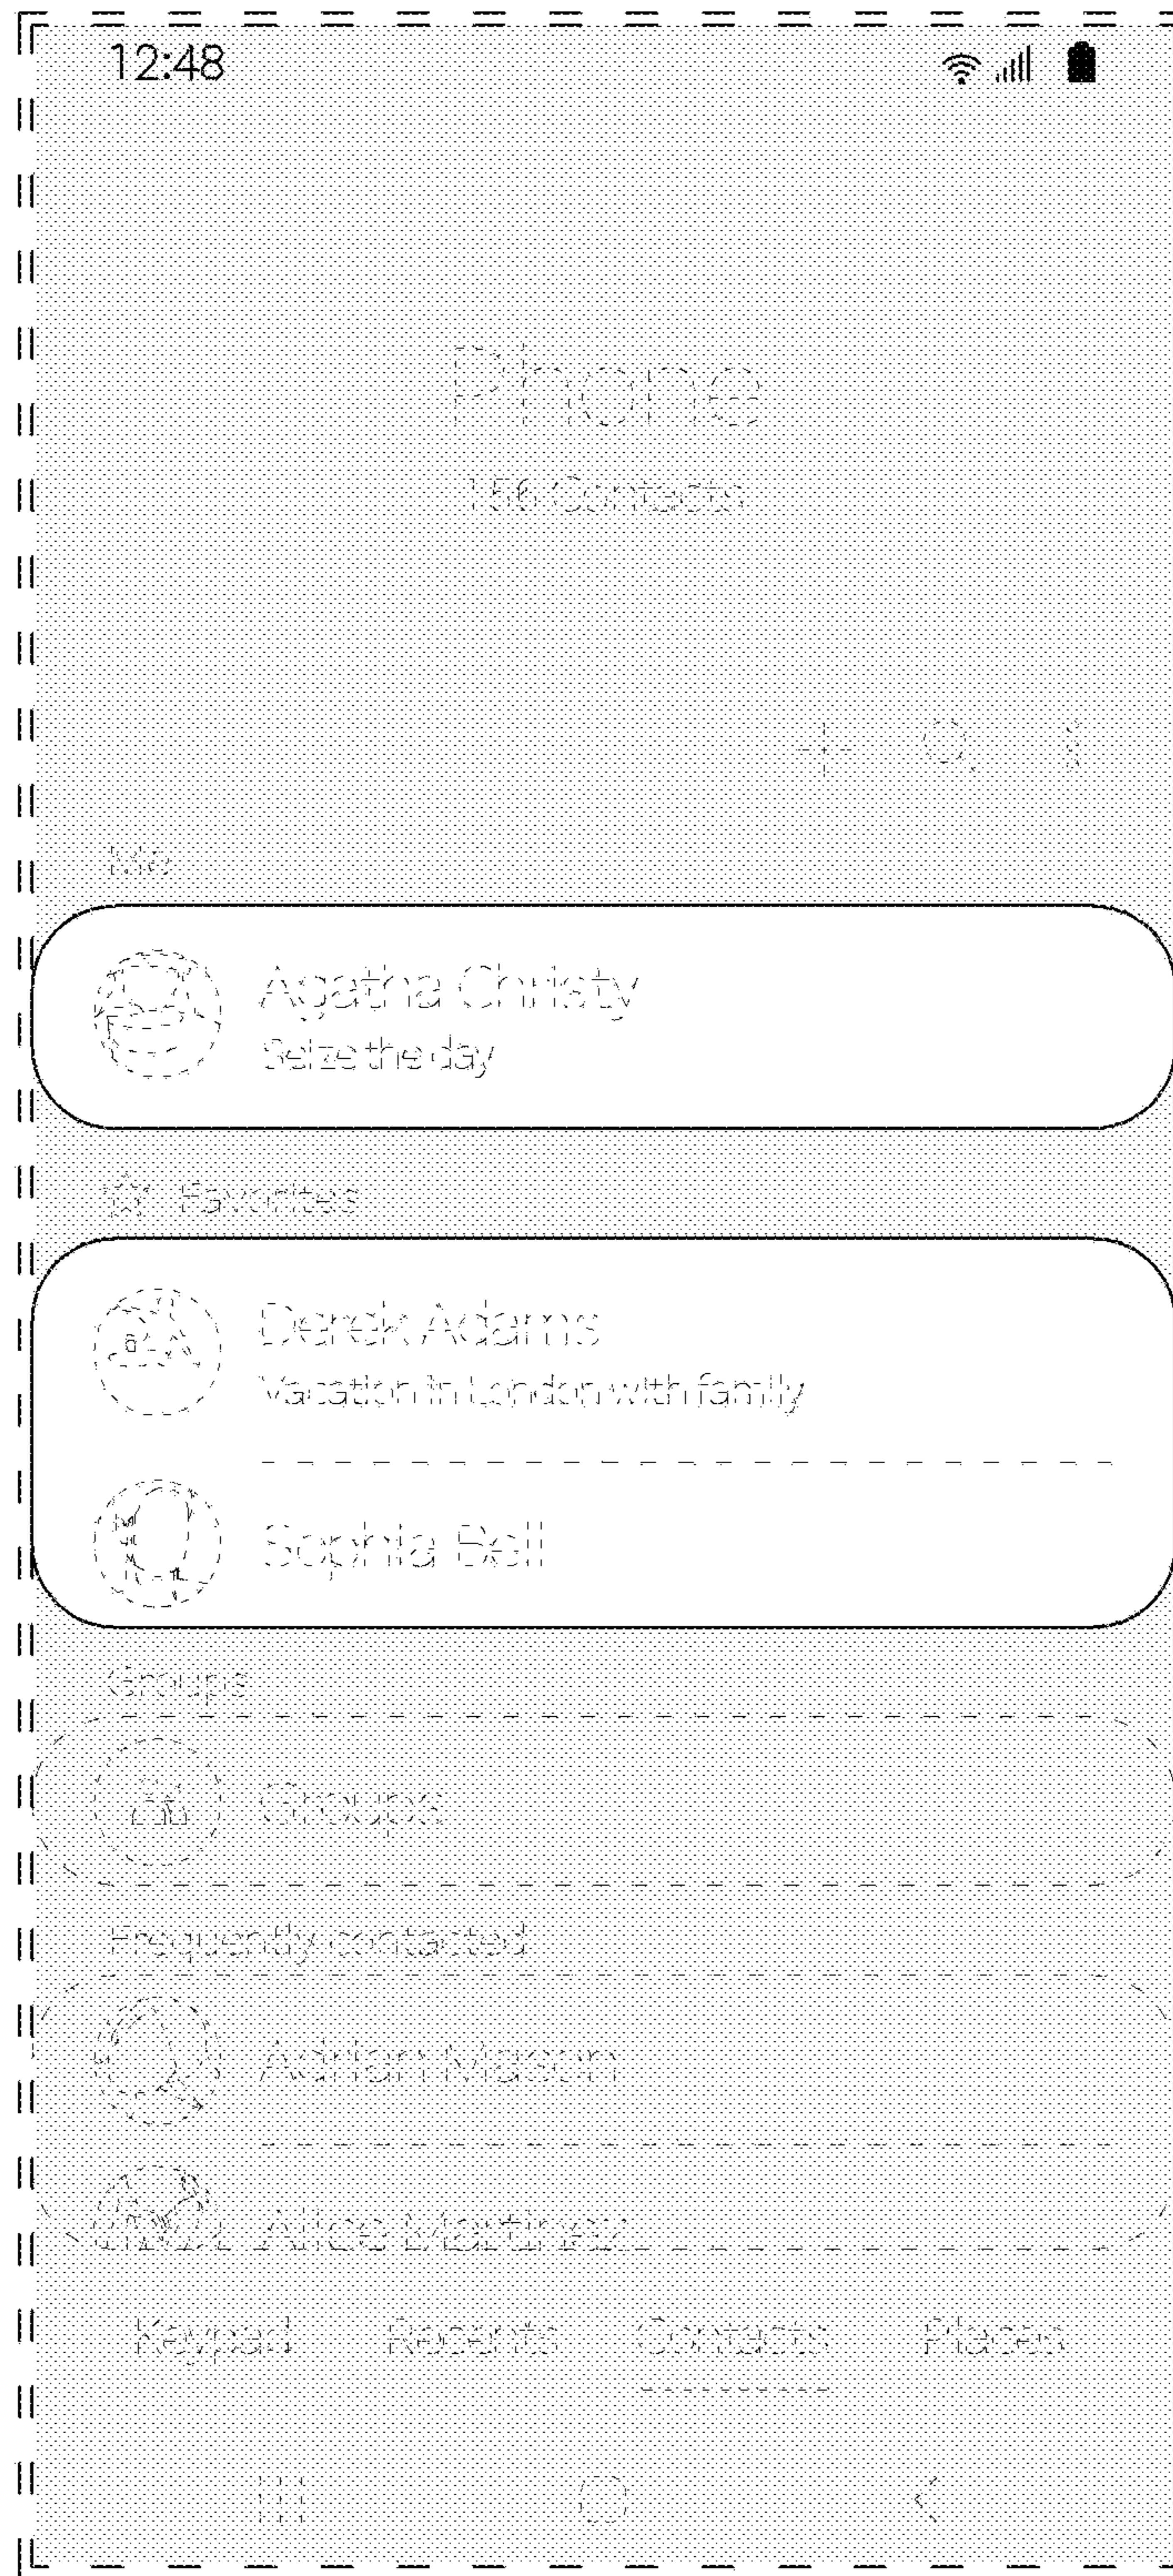 12:48
Phone
156 Contacts
Me
Agatha Christy
Seize the day
Favorites
Derek Adams
Vacation in London with family
Sophia Bell
Groups
Groups
Frequently contacted
Adrian Mason
Alice Martinez
Keypad Recents Contacts Places